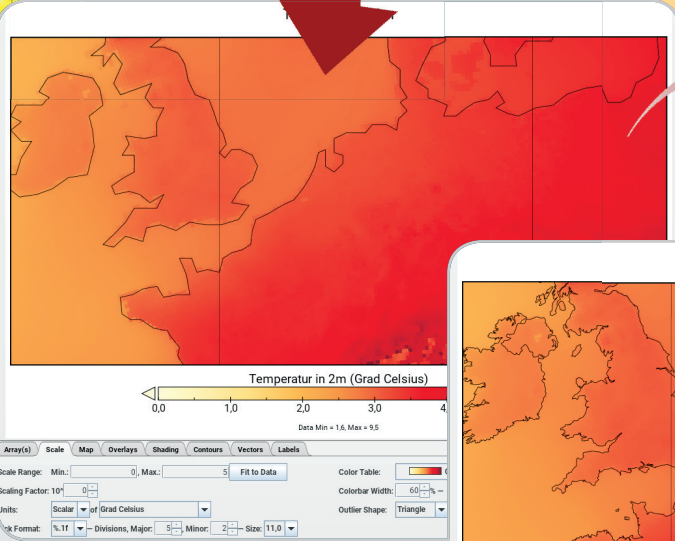 Temperatur in 2m (Grad Celsius)
0,0 1,0 2,0 3,0 4,
Data Min = 1,6, Max = 9,5
Array(s) Scale Map Overlays Shading Contours Vectors Labels
Scale Range: Min.: 0, Max.: 5 Fit to Data Color Table:
Scaling Factor: 10^ 0 Colorbar Width: 60 % —
Units: Scalar of Grad Celsius Outlier Shape: Triangle
ck Format: %.1f — Divisions, Major: 5, Minor: 2 — Size: 11,0